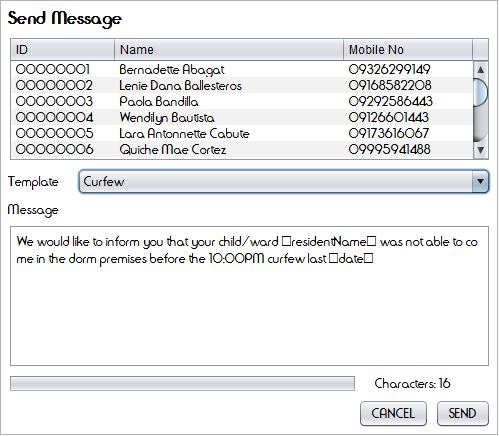 Send Message
ID Name Mobile No
00000001 Bernadette Abagat 09326299149
00000002 Lenie Dana Ballesteros 09168582208
00000003 Paola Bandilla 09292586443
00000004 Wendilyn Bautista 09126601443
00000005 Lara Antonnette Cabute 09173616067
00000006 Quiche Mae Cortez 09995941488
Template Curfew
Message
We would like to inform you that your child/ward □residentName□ was not able to co
me in the dorm premises before the 10:00PM curfew last □date□
Characters: 16
CANCEL SEND